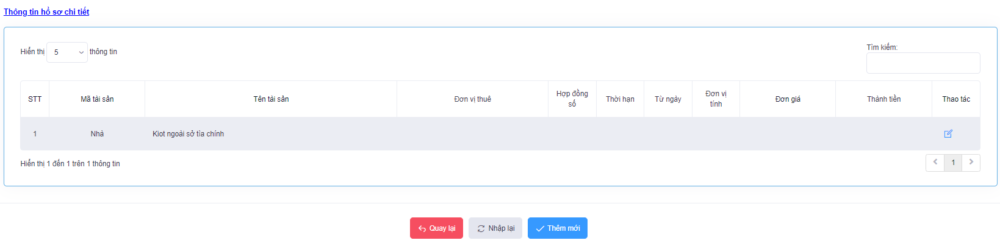 Thông tin hồ sơ chi tiết
Hiển thị 5 thông tin
Tìm kiếm:
STT Mã tài sản Tên tài sản Đơn vị thuê Hợp đồng số Thời hạn Từ ngày Đơn vị tính Đơn giá Thành tiền Thao tác
1 Nhà Kiot ngoài sở tìa chính
Hiển thị 1 đến 1 trên 1 thông tin
1
Quay lại Nhập lại Thêm mới